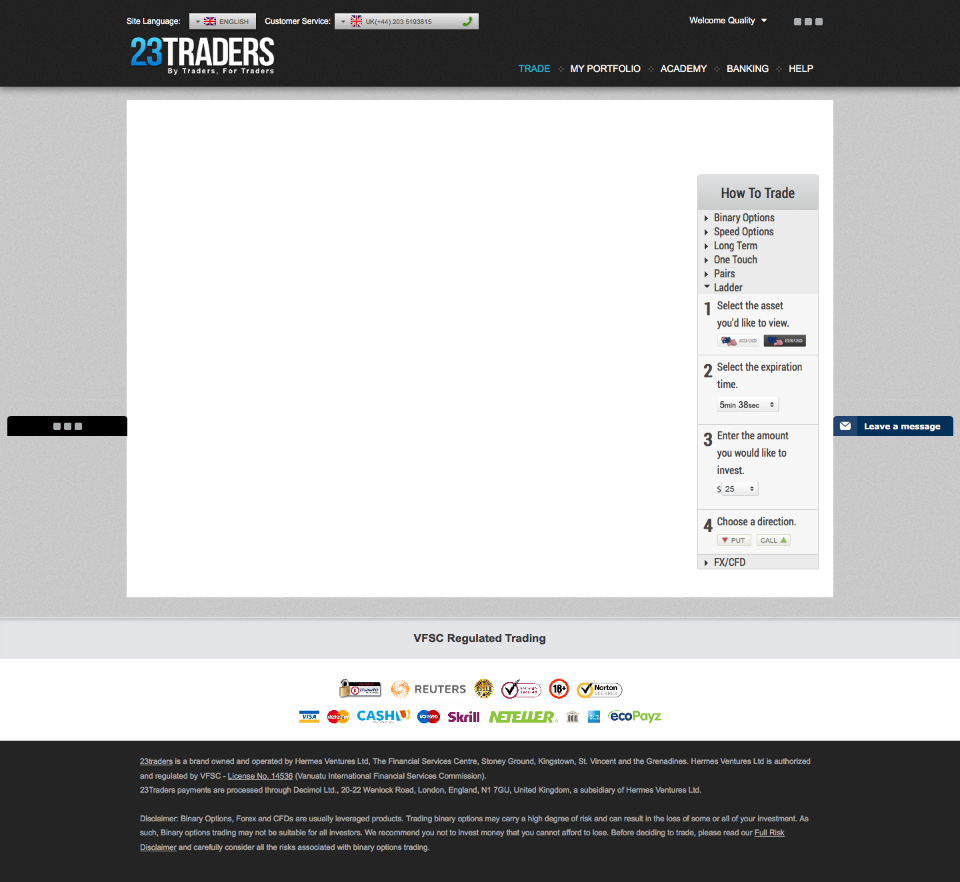 Site Language:
ENGLISH
Customer Service:
UK(+44) 203 5193815
Welcome Quality
23TRADERS
By Traders, For Traders
TRADE
MY PORTFOLIO
ACADEMY
BANKING
HELP
How To Trade
Binary Options
Speed Options
Long Term
One Touch
Pairs
Ladder
1 Select the asset
you'd like to view.
2 Select the expiration
time.
5min 38sec
3 Enter the amount
you would like to
invest.
$ 25
4 Choose a direction.
PUT CALL
FX/CFD
Leave a message
VFSC Regulated Trading
REUTERS
18+
Norton
SECURED
VISA
CASHU
Skrill
NETELLER
ecoPayz
23traders is a brand owned and operated by Hermes Ventures Ltd, The Financial Services Centre, Stoney Ground, Kingstown, St. Vincent and the Grenadines. Hermes Ventures Ltd is authorized
and regulated by VFSC - License No. 14536 (Vanuatu International Financial Services Commission).
23Traders payments are processed through Decimol Ltd., 20-22 Wenlock Road, London, England, N1 7GU, United Kingdom, a subsidiary of Hermes Ventures Ltd.
Disclaimer: Binary Options, Forex and CFDs are usually leveraged products. Trading binary options may carry a high degree of risk and can result in the loss of some or all of your investment. As
such, Binary options trading may not be suitable for all investors. We recommend you not to invest money that you cannot afford to lose. Before deciding to trade, please read our Full Risk
Disclaimer and carefully consider all the risks associated with binary options trading.